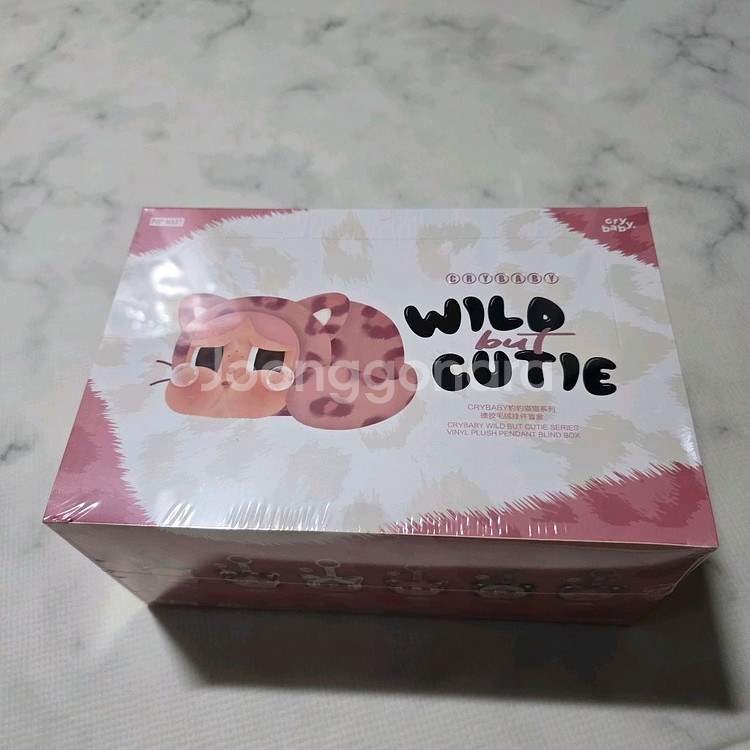 POP MART
cry
baby.
CRYBABY
WILD
but
CUTIE
CRYBABY豹豹猫猫系列
搪胶毛绒挂件盲盒
CRYBABY WILD BUT CUTIE SERIES
VINYL PLUSH PENDANT BLIND BOX